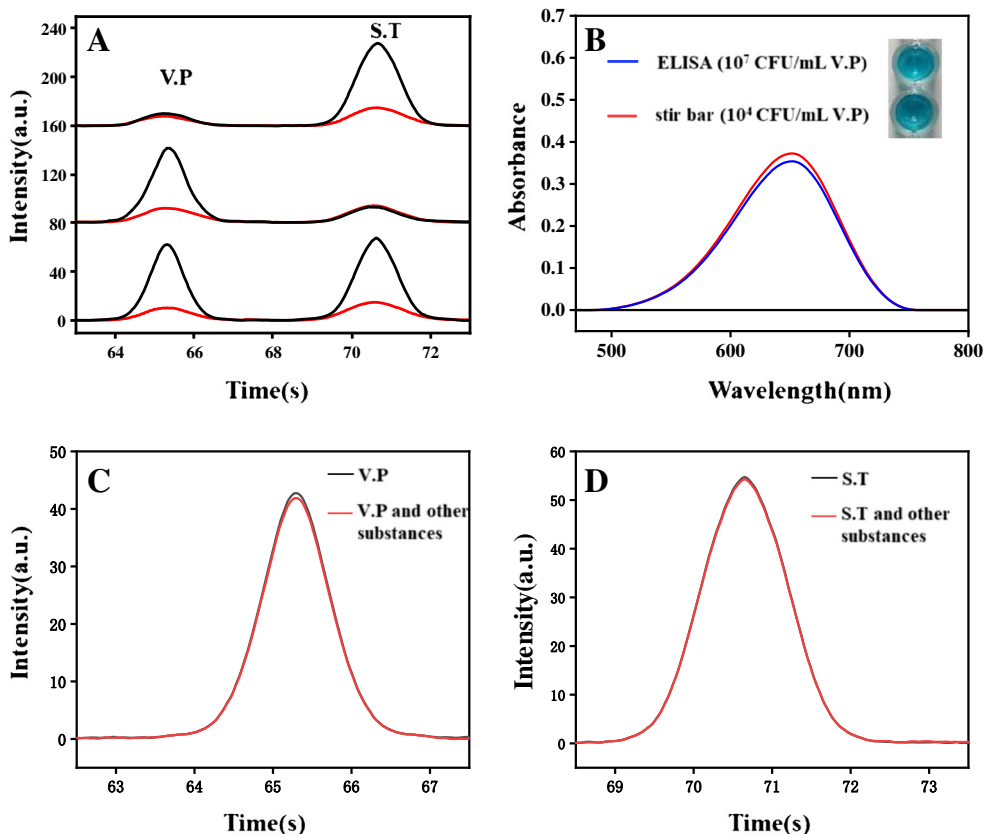 A
V.P
S.T
Intensity(a.u.)
240
200
160
120
80
40
0
64
66
68
70
72
Time(s)
B
ELISA (10⁷ CFU/mL V.P)
stir bar (10⁴ CFU/mL V.P)
Absorbance
0.7
0.6
0.5
0.4
0.3
0.2
0.1
0.0
500
600
700
800
Wavelength(nm)
C
V.P
V.P and other
substances
Intensity(a.u.)
50
40
30
20
10
0
63
64
65
66
67
Time(s)
D
S.T
S.T and other
substances
Intensity(a.u.)
60
50
40
30
20
10
0
69
70
71
72
73
Time(s)